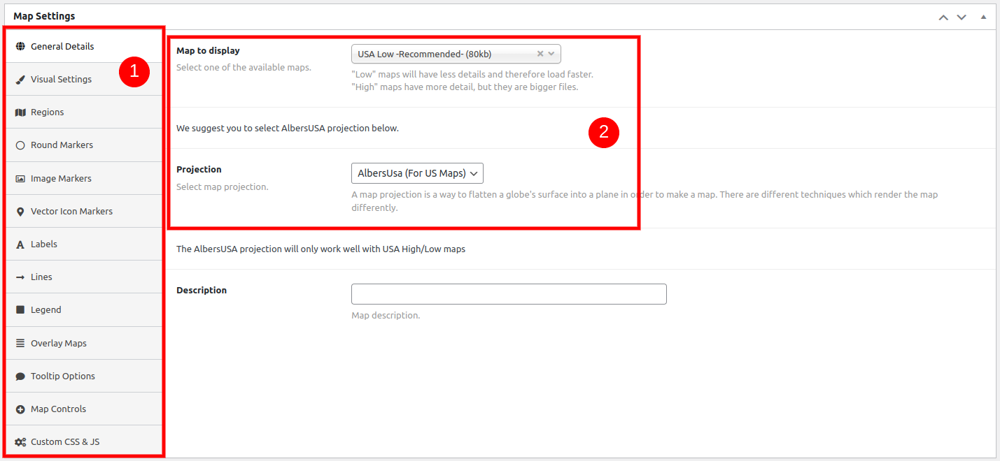 Map Settings
General Details
1
Visual Settings
Regions
Round Markers
Image Markers
Vector Icon Markers
Labels
Lines
Legend
Overlay Maps
Tooltip Options
Map Controls
Custom CSS & JS
Map to display
Select one of the available maps.
USA Low -Recommended- (80kb)
"Low" maps will have less details and therefore load faster.
"High" maps have more detail, but they are bigger files.
We suggest you to select AlbersUSA projection below.
2
Projection
Select map projection.
AlbersUsa (For US Maps)
A map projection is a way to flatten a globe's surface into a plane in order to make a map. There are different techniques which render the map
differently.
The AlbersUSA projection will only work well with USA High/Low maps
Description
Map description.